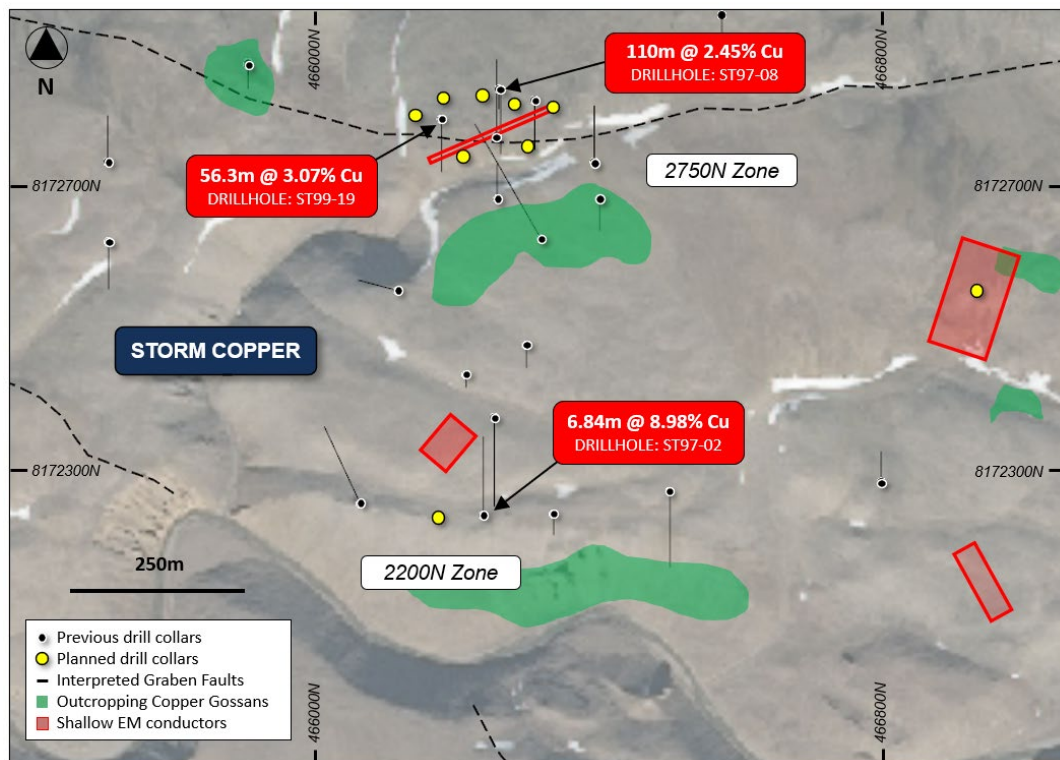 466000N
466800N
110m @ 2.45% Cu
DRILLHOLE: ST97-08
N
56.3m @ 3.07% Cu
DRILLHOLE: ST99-19
2750N Zone
8172700N
8172700N
STORM COPPER
6.84m @ 8.98% Cu
DRILLHOLE: ST97-02
8172300N
8172300N
2200N Zone
250m
Previous drill collars
Planned drill collars
Interpreted Graben Faults
Outcropping Copper Gossans
Shallow EM conductors
466000N
466800N